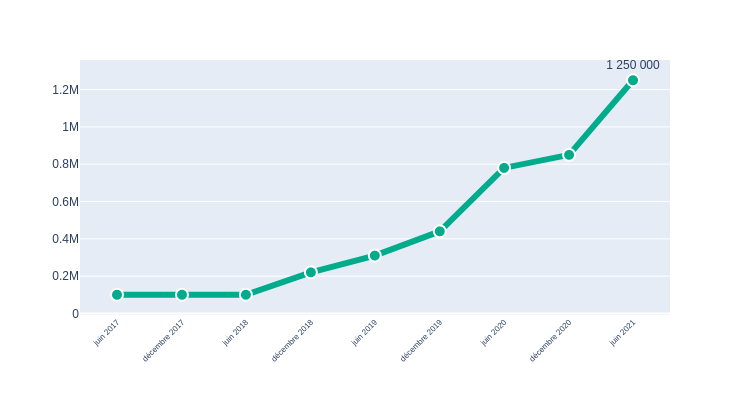 1 250 000
1.2M
1M
0.8M
0.6M
0.4M
0.2M
0
juin 2017
décembre 2017
juin 2018
décembre 2018
juin 2019
décembre 2019
juin 2020
décembre 2020
juin 2021